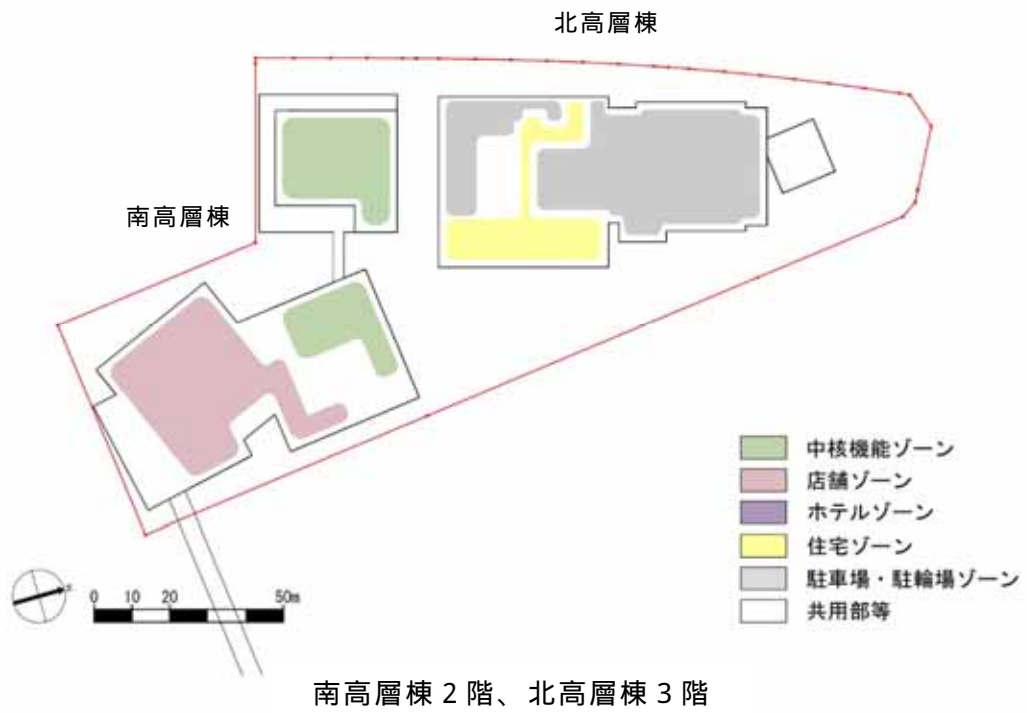 北高層棟
南高層棟
中核機能ゾーン
店舗ゾーン
ホテルゾーン
住宅ゾーン
駐車場・駐輪場ゾーン
共用部等
0 10 20 50m
南高層棟2階、北高層棟3階